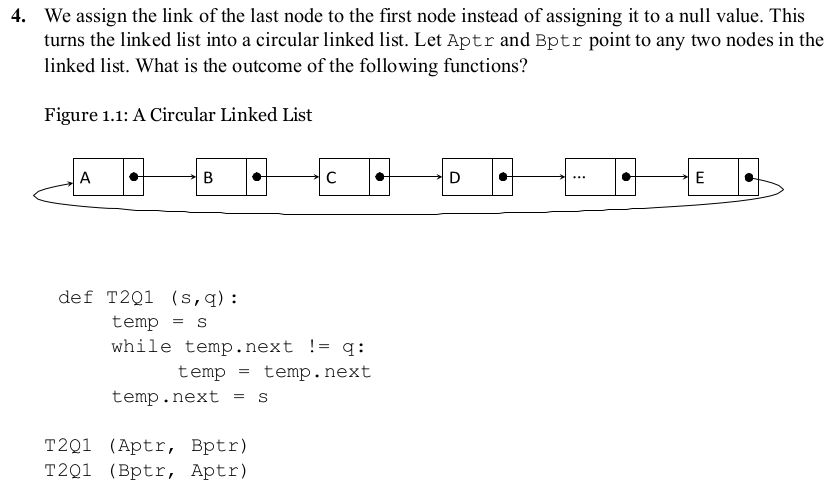 4. We assign the link of the last node to the first node instead of assigning it to a null value. This
turns the linked list into a circular linked list. Let Aptr and Bptr point to any two nodes in the
linked list. What is the outcome of the following functions?
Figure 1.1: A Circular Linked List
A B C D ... E
def T2Q1 (s,q):
temp = s
while temp.next != q:
temp = temp.next
temp.next = s
T2Q1 (Aptr, Bptr)
T2Q1 (Bptr, Aptr)